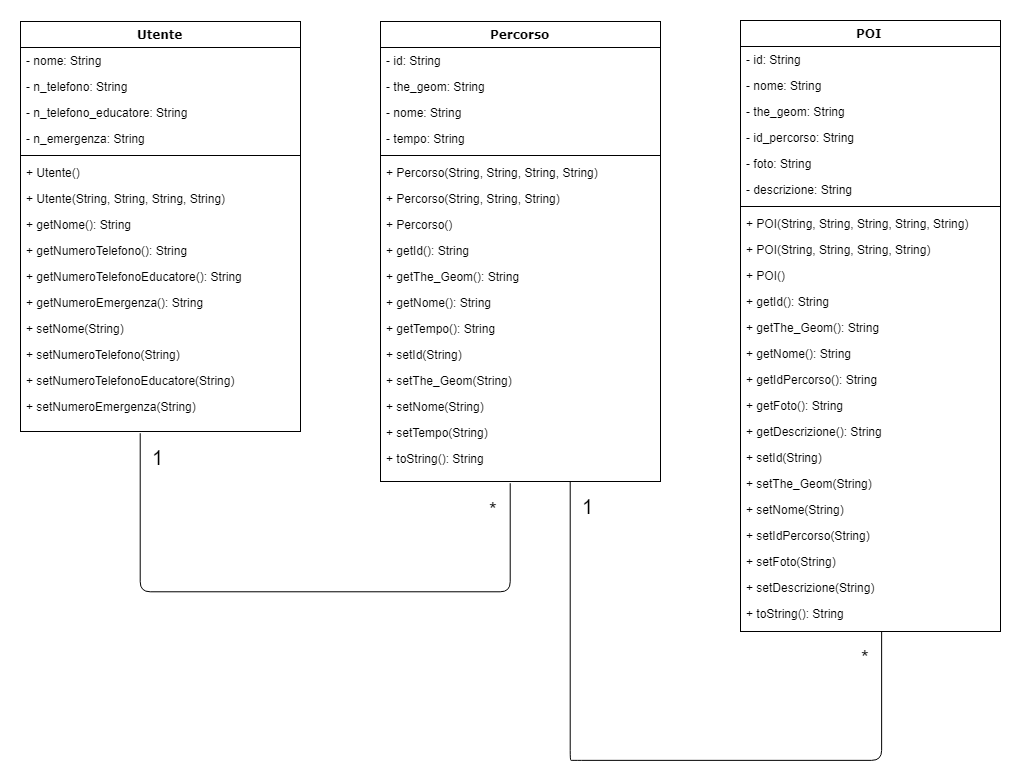 Utente
- nome: String
- n_telefono: String
- n_telefono_educatore: String
- n_emergenza: String
+ Utente()
+ Utente(String, String, String, String)
+ getNome(): String
+ getNumeroTelefono(): String
+ getNumeroTelefonoEducatore(): String
+ getNumeroEmergenza(): String
+ setNome(String)
+ setNumeroTelefono(String)
+ setNumeroTelefonoEducatore(String)
+ setNumeroEmergenza(String)
1
Percorso
- id: String
- the_geom: String
- nome: String
- tempo: String
+ Percorso(String, String, String, String)
+ Percorso(String, String, String)
+ Percorso()
+ getId(): String
+ getThe_Geom(): String
+ getNome(): String
+ getTempo(): String
+ setId(String)
+ setThe_Geom(String)
+ setNome(String)
+ setTempo(String)
+ toString(): String
*
1
POI
- id: String
- nome: String
- the_geom: String
- id_percorso: String
- foto: String
- descrizione: String
+ POI(String, String, String, String, String)
+ POI(String, String, String, String)
+ POI()
+ getId(): String
+ getThe_Geom(): String
+ getNome(): String
+ getIdPercorso(): String
+ getFoto(): String
+ getDescrizione(): String
+ setId(String)
+ setThe_Geom(String)
+ setNome(String)
+ setIdPercorso(String)
+ setFoto(String)
+ setDescrizione(String)
+ toString(): String
*